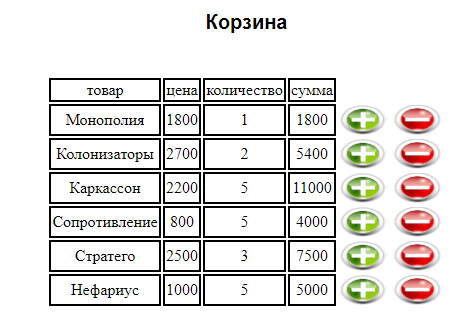 Корзина
товар цена количество сумма
Монополия 1800 1 1800
Колонизаторы 2700 2 5400
Каркассон 2200 5 11000
Сопротивление 800 5 4000
Стратего 2500 3 7500
Нефариус 1000 5 5000